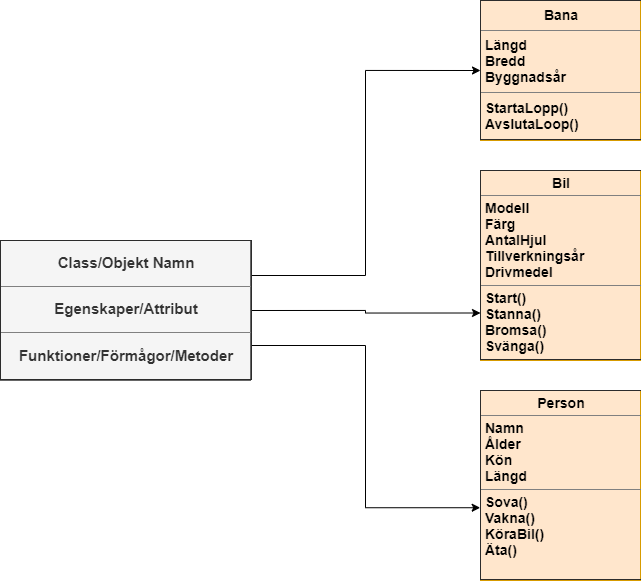 Bana
Längd
Bredd
Byggnadsår
StartaLopp()
AvslutaLoop()
Bil
Modell
Färg
AntalHjul
Tillverkningsår
Drivmedel
Start()
Stanna()
Bromsa()
Svänga()
Class/Objekt Namn
Egenskaper/Attribut
Funktioner/Förmågor/Metoder
Person
Namn
Ålder
Kön
Längd
Sova()
Vakna()
KöraBil()
Äta()